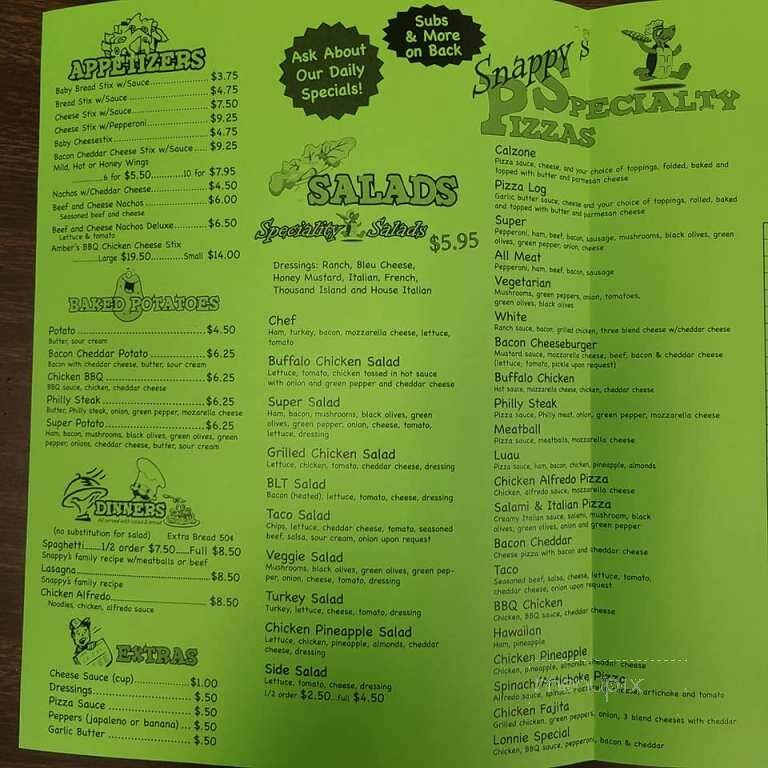 APPETIZERS
Baby Bread Stix w/Sauce $3.75
Bread Stix w/Sauce $4.75
Cheese Stix w/Sauce $7.50
Cheese Stix w/Pepperoni $9.25
Baby Cheesestix $4.75
Bacon Cheddar Cheese Stix w/Sauce $9.25
Mild, Hot or Honey Wings
6 for $5.50 10 for $7.95
Nachos w/Cheddar Cheese $4.50
Beef and Cheese Nachos $6.00
Seasoned beef and cheese
Beef and Cheese Nachos Deluxe $6.50
Lettuce & tomato
Amber's BBQ Chicken Cheese Stix
Large $19.50 Small $14.00
BAKED POTATOES
Potato $4.50
Butter, sour cream
Bacon Cheddar Potato $6.25
Bacon with cheddar cheese, butter, sour cream
Chicken BBQ $6.25
BBQ sauce, chicken, cheddar cheese
Philly Steak $6.25
Butter, Philly steak, onion, green pepper, mozarella cheese
Super Potato $6.25
Ham, bacon, mushrooms, black olives, green olives, green
pepper, onions, cheddar cheese, butter, sour cream
DINNERS
All served with salad & bread
(no substitution for salad) Extra Bread 50¢
Spaghetti 1/2 order $7.50 Full $8.50
Snappy's family recipe w/meatballs or beef
Lasagna $8.50
Snappy's family recipe
Chicken Alfredo $8.50
Noodles, chicken, alfredo sauce
EXTRAS
Cheese Sauce (cup) $1.00
Dressings $.50
Pizza Sauce $.50
Peppers (japaleno or banana) $.50
Garlic Butter $.50
Ask About
Our Daily
Specials!
Subs
& More
on Back
SALADS
Speciality Salads $5.95
Dressings: Ranch, Bleu Cheese,
Honey Mustard, Italian, French,
Thousand Island and House Italian
Chef
Ham, turkey, bacon, mozzarella cheese, lettuce,
tomato
Buffalo Chicken Salad
Lettuce, tomato, chicken tossed in hot sauce
with onion and green pepper and cheddar cheese
Super Salad
Ham, bacon, mushrooms, black olives, green
olives, green pepper, onion, cheese, tomato,
lettuce, dressing
Grilled Chicken Salad
Lettuce, chicken, tomato, cheddar cheese, dressing
BLT Salad
Bacon (heated), lettuce, tomato, cheese, dressing
Taco Salad
Chips, lettuce, cheddar cheese, tomato, seasoned
beef, salsa, sour cream, onion upon request
Veggie Salad
Mushrooms, black olives, green olives, green pep-
per, onion, cheese, tomato, dressing
Turkey Salad
Turkey, lettuce, cheese, tomato, dressing
Chicken Pineapple Salad
Lettuce, chicken, pineapple, almonds, cheddar
cheese, dressing
Side Salad
Lettuce, tomato, cheese, dressing
1/2 order $2.50 Full $4.50
Snappy's
SPECIALTY
PIZZAS
Calzone
Pizza sauce, cheese, and your choice of toppings, folded, baked and
topped with butter and parmesan cheese
Pizza Log
Garlic butter sauce, cheese and your choice of toppings, rolled, baked
and topped with butter and parmesan cheese
Super
Pepperoni, ham, beef, bacon, sausage, mushrooms, black olives, green
olives, green pepper, onion, cheese
All Meat
Pepperoni, ham, beef, bacon, sausage
Vegetarian
Mushrooms, green peppers, onion, tomatoes,
green olives, black olives
White
Ranch sauce, bacon, grilled chicken, three blend cheese w/cheddar cheese
Bacon Cheeseburger
Mustard sauce, mozzarella cheese, beef, bacon & cheddar cheese
(lettuce, tomato, pickle upon request)
Buffalo Chicken
Hot sauce, mozzarella cheese, chicken, cheddar cheese
Philly Steak
Pizza sauce, Philly meat, onion, green pepper, mozzarella cheese
Meatball
Pizza sauce, meatballs, mozzarella cheese
Luau
Pizza sauce, ham, bacon, chicken, pineapple, almonds
Chicken Alfredo Pizza
Chicken, alfredo sauce, mozzarella cheese
Salami & Italian Pizza
Creamy Italian sauce, salami, mushroom, black
olives, green olives, onion and green pepper
Bacon Cheddar
Cheese pizza with bacon and cheddar cheese
Taco
Seasoned beef, salsa, cheese, lettuce, tomato,
cheddar cheese, onion upon request
BBQ Chicken
Chicken, BBQ sauce, cheddar cheese
Hawaiian
Ham, pineapple
Chicken Pineapple
Chicken, pineapple, almonds, cheddar cheese
Spinach Artichoke Pizza
Alfredo sauce, spinach, cheese, artichoke and tomato
menupix
Chicken Fajita
Grilled chicken, green peppers, onion, 3 blend cheeses with cheddar
Lonnie Special
Chicken, BBQ sauce, pepperoni, bacon & cheddar